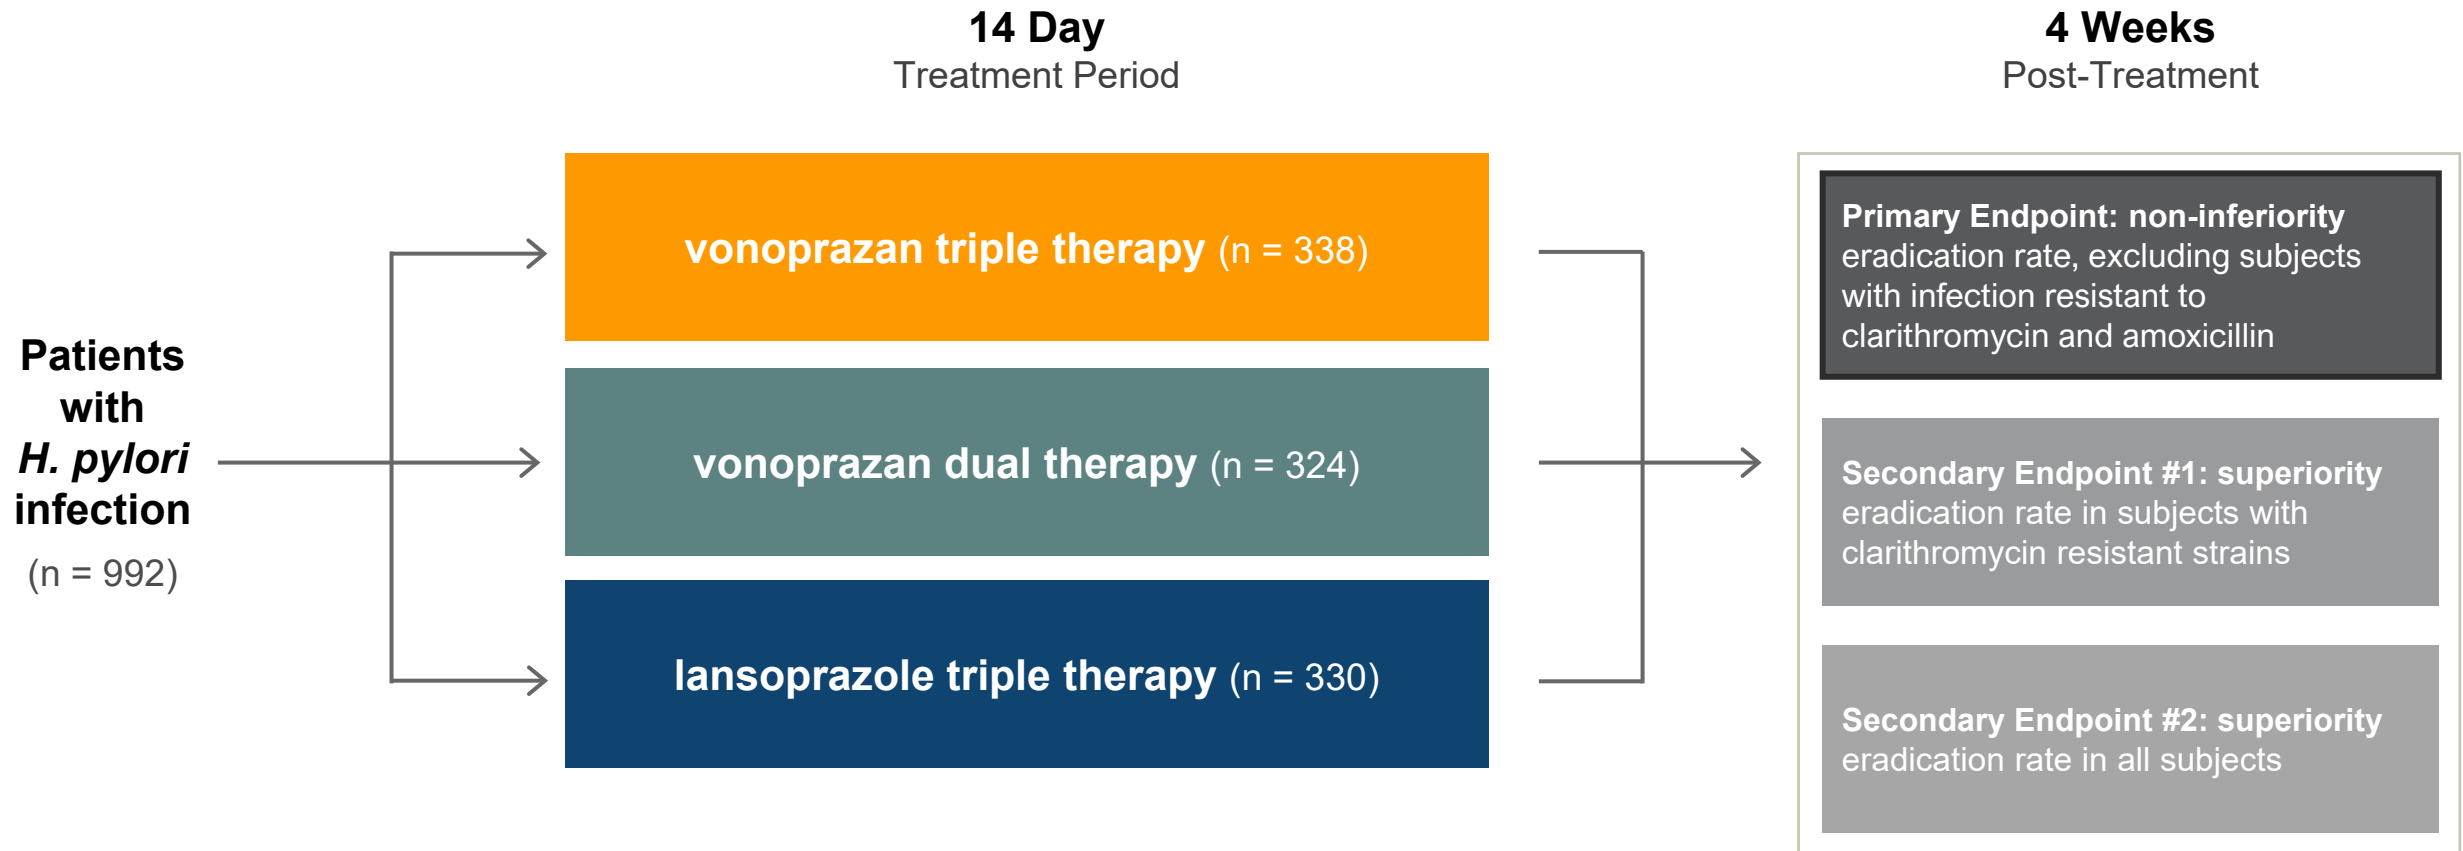 14 Day
Treatment Period
4 Weeks
Post-Treatment
Patients
with
H. pylori
infection
(n = 992)
vonoprazan triple therapy (n = 338)
vonoprazan dual therapy (n = 324)
lansoprazole triple therapy (n = 330)
Primary Endpoint: non-inferiority
eradication rate, excluding subjects
with infection resistant to
clarithromycin and amoxicillin
Secondary Endpoint #1: superiority
eradication rate in subjects with
clarithromycin resistant strains
Secondary Endpoint #2: superiority
eradication rate in all subjects